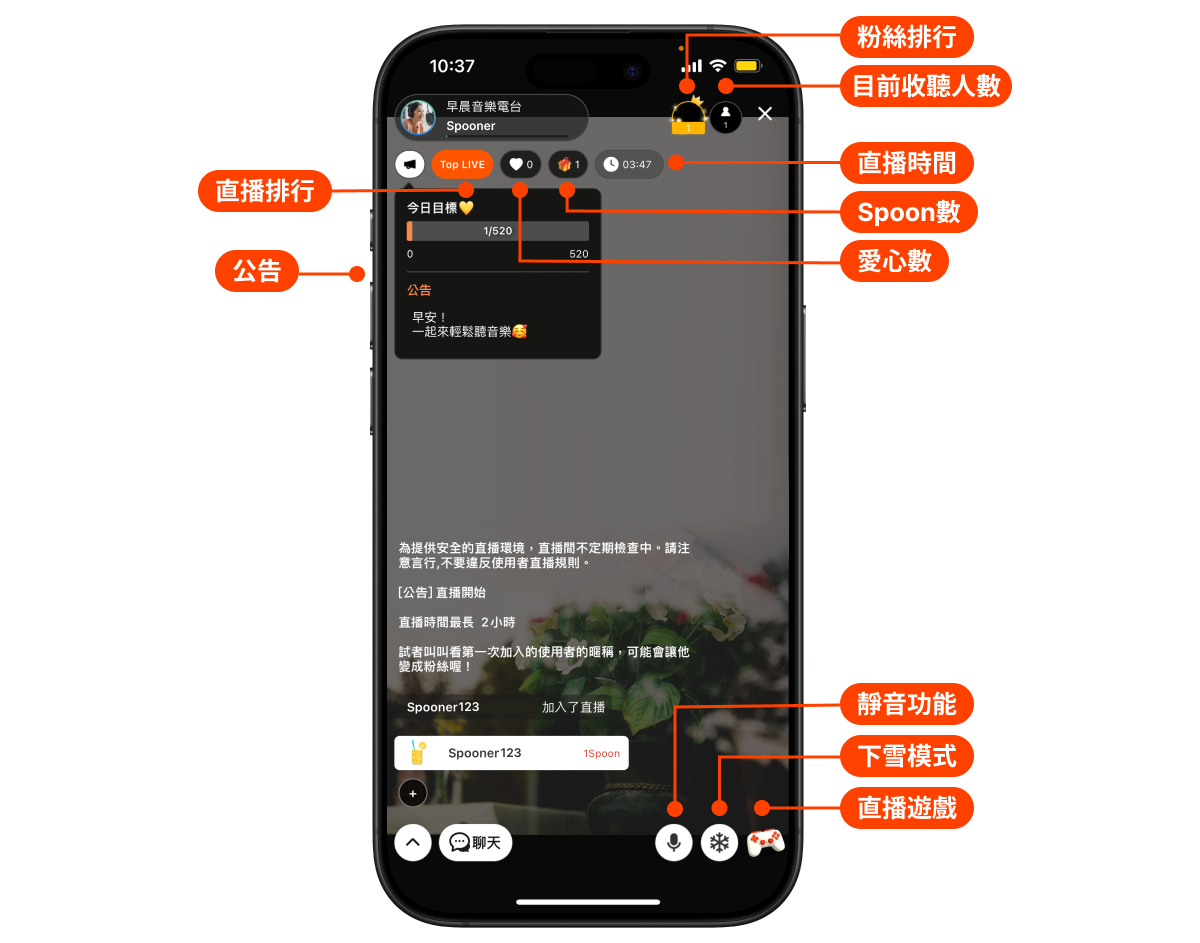 粉絲排行
目前收聽人數
10:37
早晨音樂電台
Spooner
1
1
直播時間
Top LIVE
0
1
03:47
直播排行
Spoon數
今日目標💛
1/520
0
520
愛心數
公告
公告
早安！
一起來輕鬆聽音樂🥰
為提供安全的直播環境，直播間不定期檢查中。請注
意言行,不要違反使用者直播規則。
[公告] 直播開始
直播時間最長 2小時
試者叫叫看第一次加入的使用者的暱稱，可能會讓他
變成粉絲喔！
Spooner123
加入了直播
靜音功能
Spooner123
1Spoon
下雪模式
+
直播遊戲
聊天